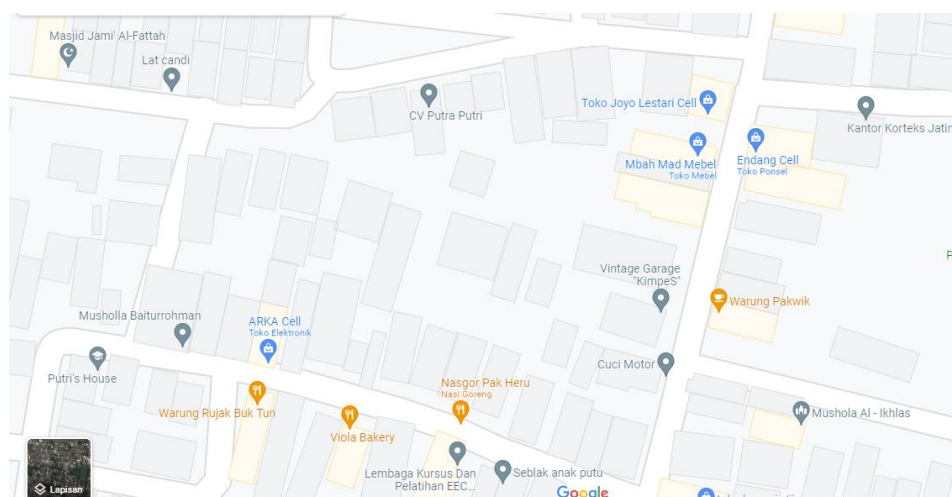 Masjid Jami' Al-Fattah
Lat candi
CV Putra Putri
Toko Joyo Lestari Cell
Kantor Korteks Jatin
Mbah Mad Mebel
Toko Mebel
Endang Cell
Toko Ponsel
P
Vintage Garage
"KimpeS"
Warung Pakwik
Musholla Baiturrohman
ARKA Cell
Toko Elektronik
Putri's House
Cuci Motor
Nasgor Pak Heru
Nasi Goreng
Warung Rujak Buk Tun
Mushola Al - Ikhlas
Viola Bakery
Lembaga Kursus Dan
Pelatihan EEC...
Seblak anak putu
Lapisan
Google